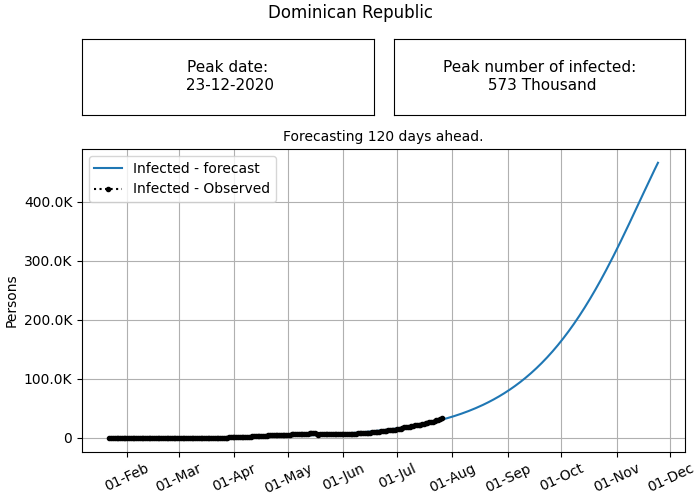 Dominican Republic
Peak date:
23-12-2020
Peak number of infected:
573 Thousand
Forecasting 120 days ahead.
Infected - forecast
Infected - Observed
400.0K
300.0K
200.0K
100.0K
0
Persons
01-Feb
01-Mar
01-Apr
01-May
01-Jun
01-Jul
01-Aug
01-Sep
01-Oct
01-Nov
01-Dec